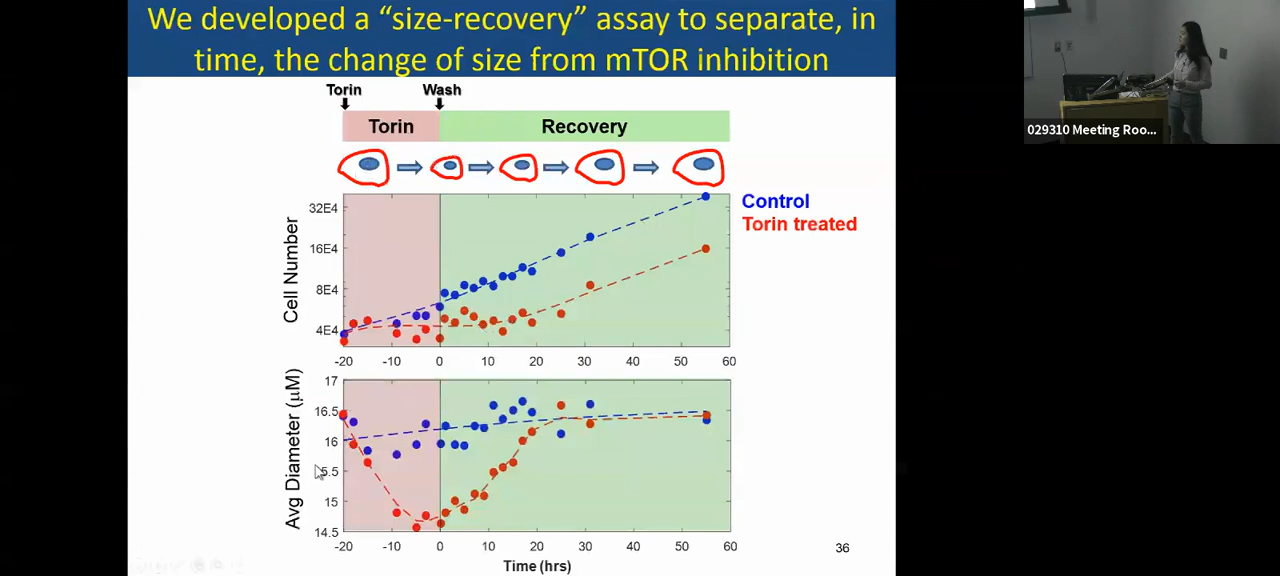 We developed a “size-recovery” assay to separate, in
time, the change of size from mTOR inhibition
029310 Meeting Roo...
Torin
Wash
Torin
Recovery
Control
Torin treated
Cell Number
32E4
16E4
8E4
4E4
-20 -10 0 10 20 30 40 50 60
Avg Diameter (μM)
17
16.5
16
5.5
15
14.5
-20 -10 0 10 20 30 40 50 60
Time (hrs)
36